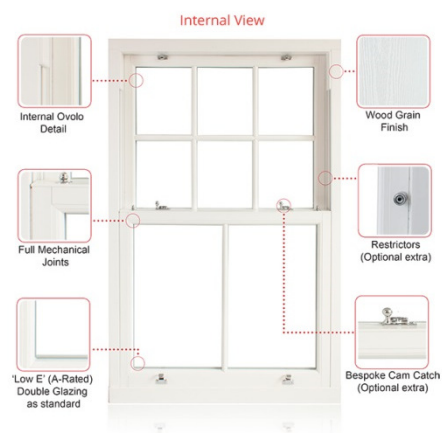 Internal View
Internal Ovolo
Detail
Wood Grain
Finish
Full Mechanical
Joints
Restrictors
(Optional extra)
'Low E' (A-Rated)
Double Glazing
as standard
Bespoke Cam Catch
(Optional extra)